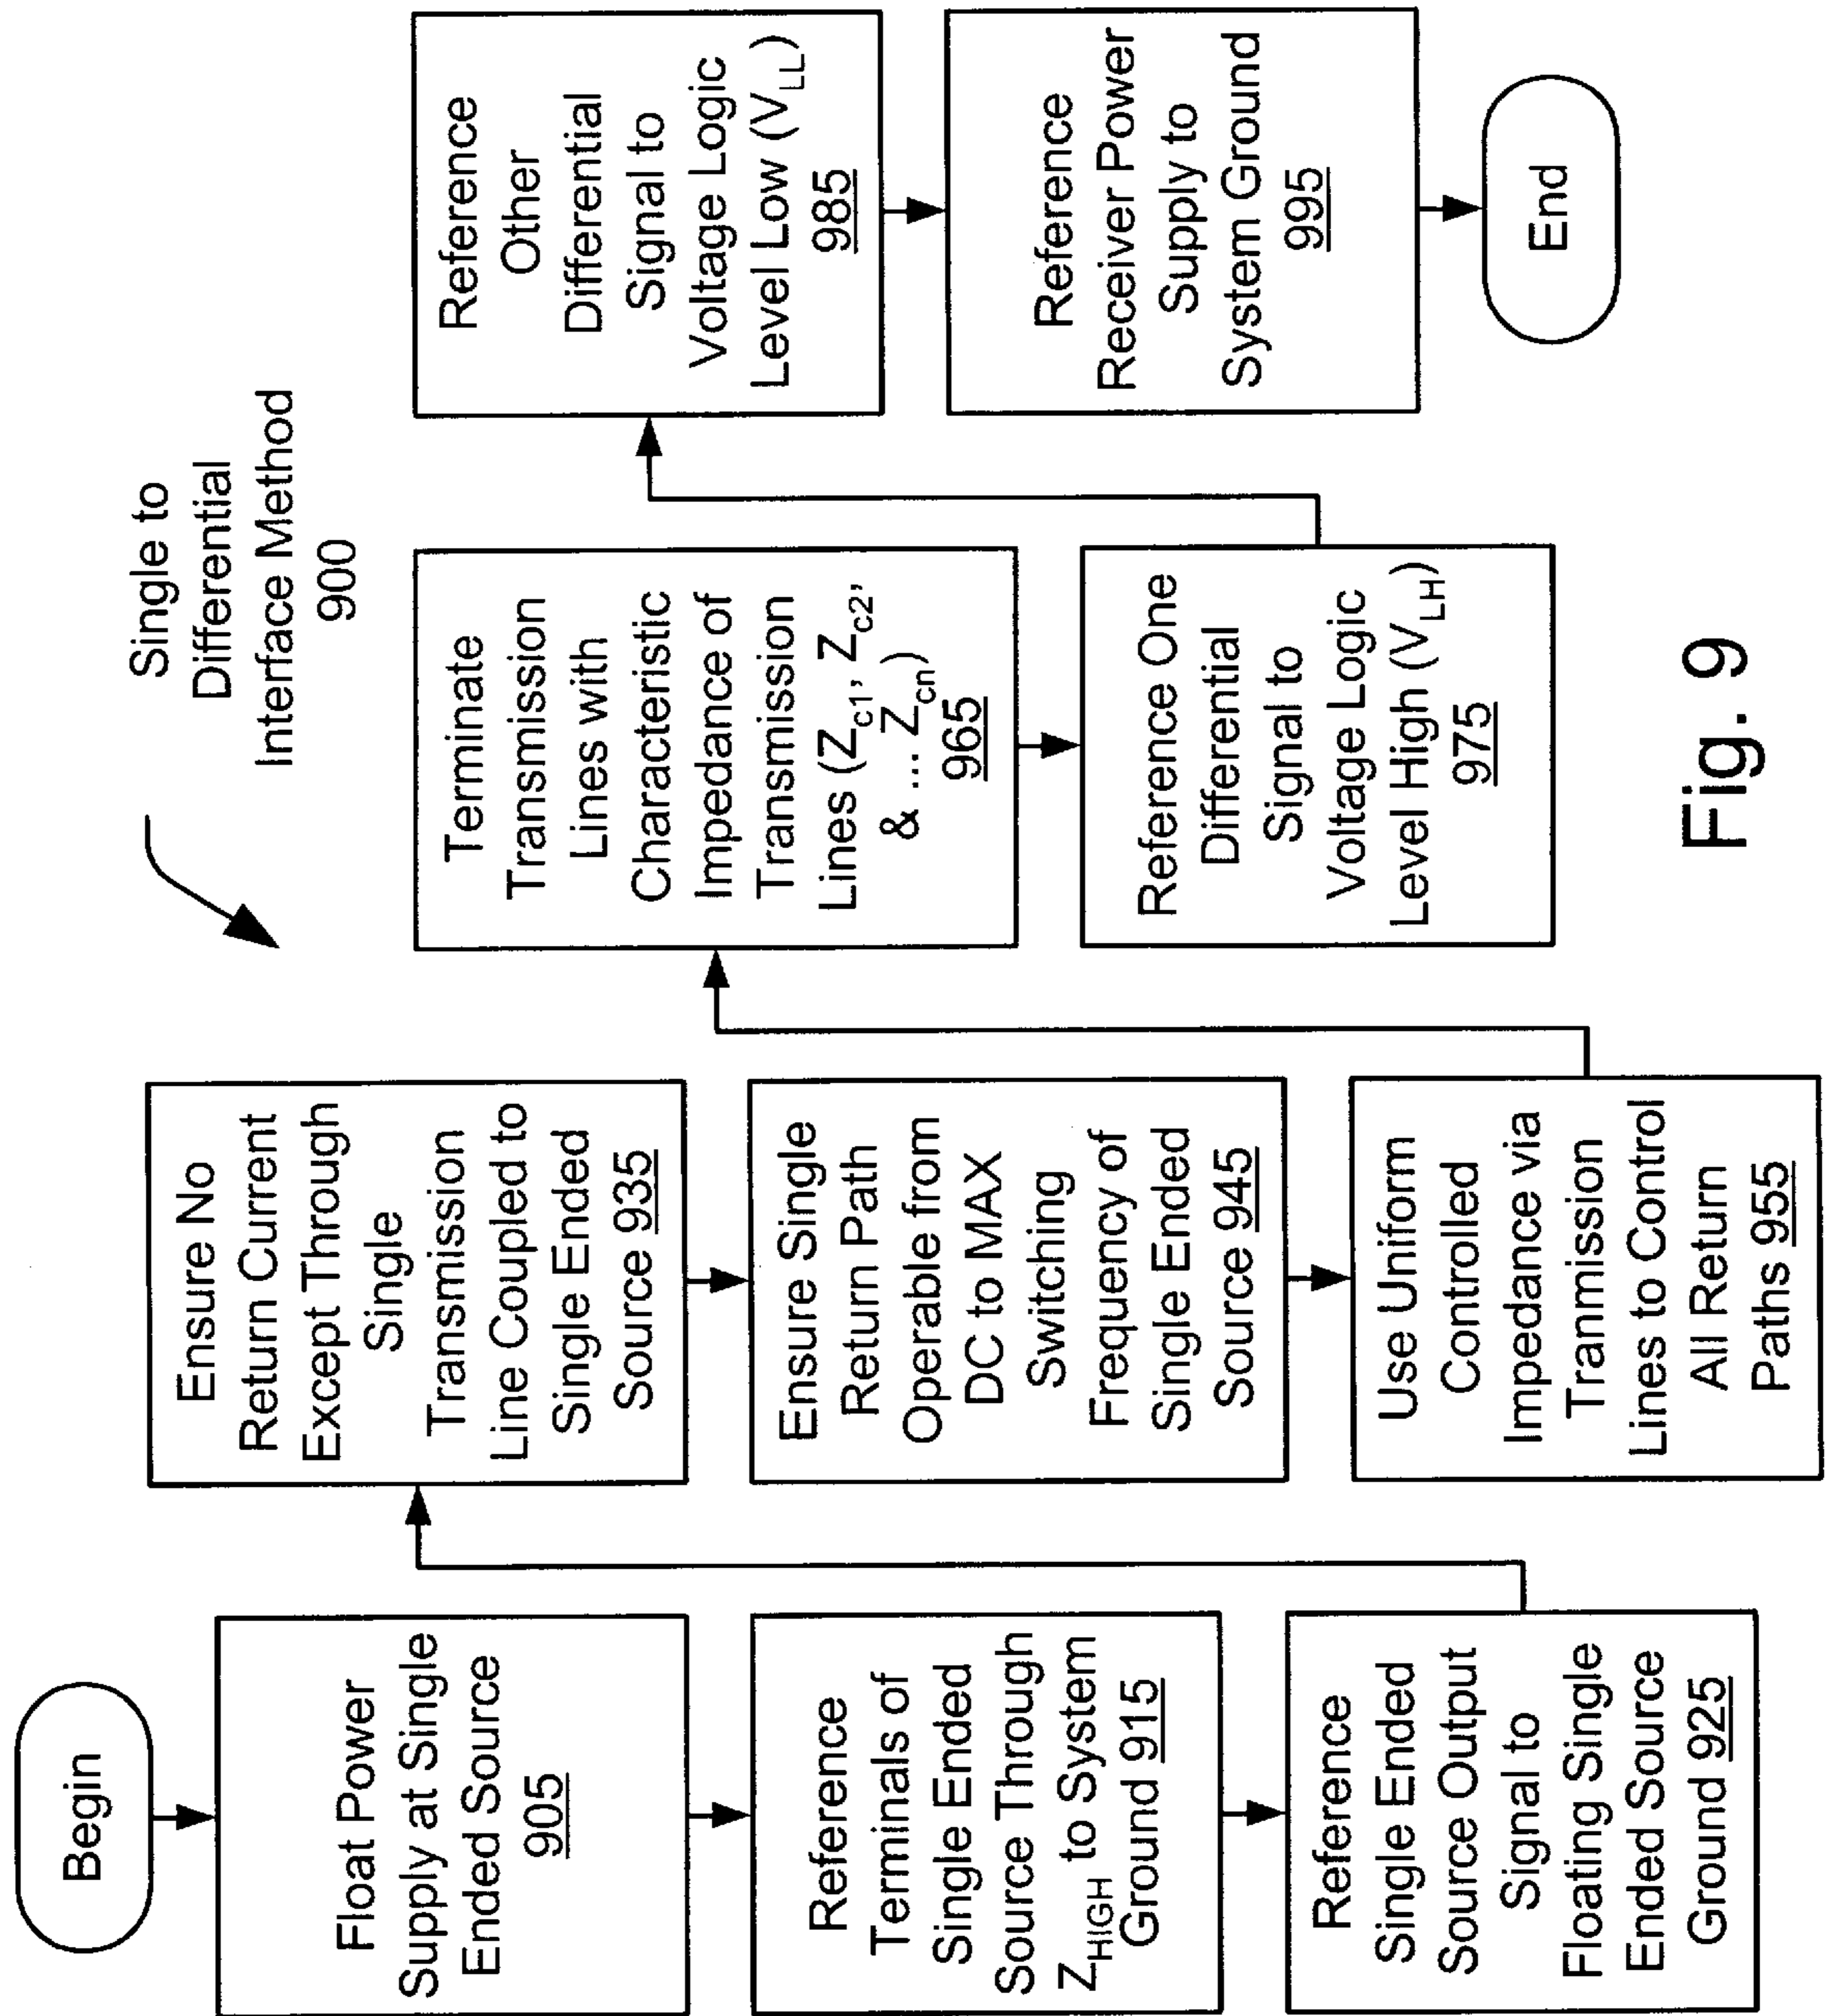 Single to
Differential
Interface Method
900
Begin
Float Power
Supply at Single
Ended Source
905
Reference
Terminals of
Single Ended
Source Through
Z_HIGH to System
Ground 915
Reference
Single Ended
Source Output
Signal to
Floating Single
Ended Source
Ground 925
Ensure No
Return Current
Except Through
Single
Transmission
Line Coupled to
Single Ended
Source 935
Ensure Single
Return Path
Operable from
DC to MAX
Switching
Frequency of
Single Ended
Source 945
Use Uniform
Controlled
Impedance via
Tranmission
Lines to Control
All Return
Paths 955
Terminate
Transmission
Lines with
Characteristic
Impedance of
Transmission
Lines (Z_c1, Z_c2,
& ... Z_cn)
965
Reference One
Differential
Signal to
Voltage Logic
Level High (V_LH)
975
Reference
Other
Differential
Signal to
Voltage Logic
Level Low (V_LL)
985
Reference
Receiver Power
Supply to
System Ground
995
End
Fig. 9